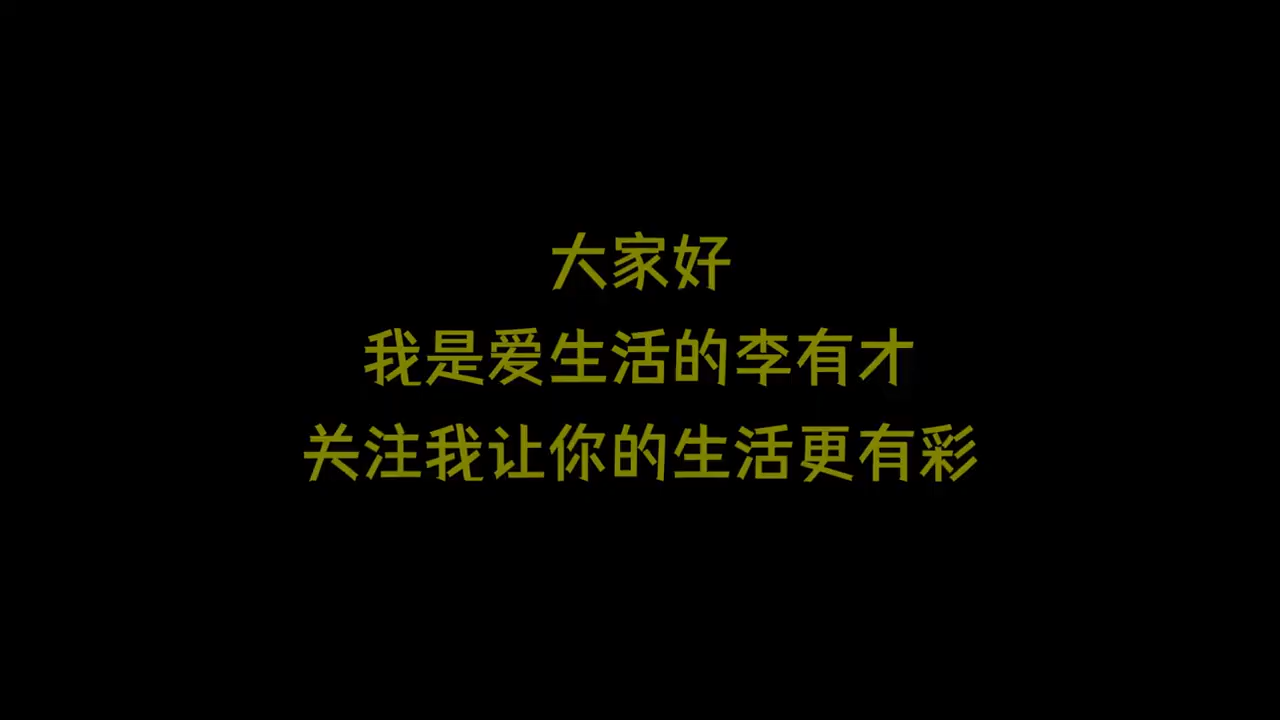 大家好
我是爱生活的李有才
关注我让你的生活更有彩